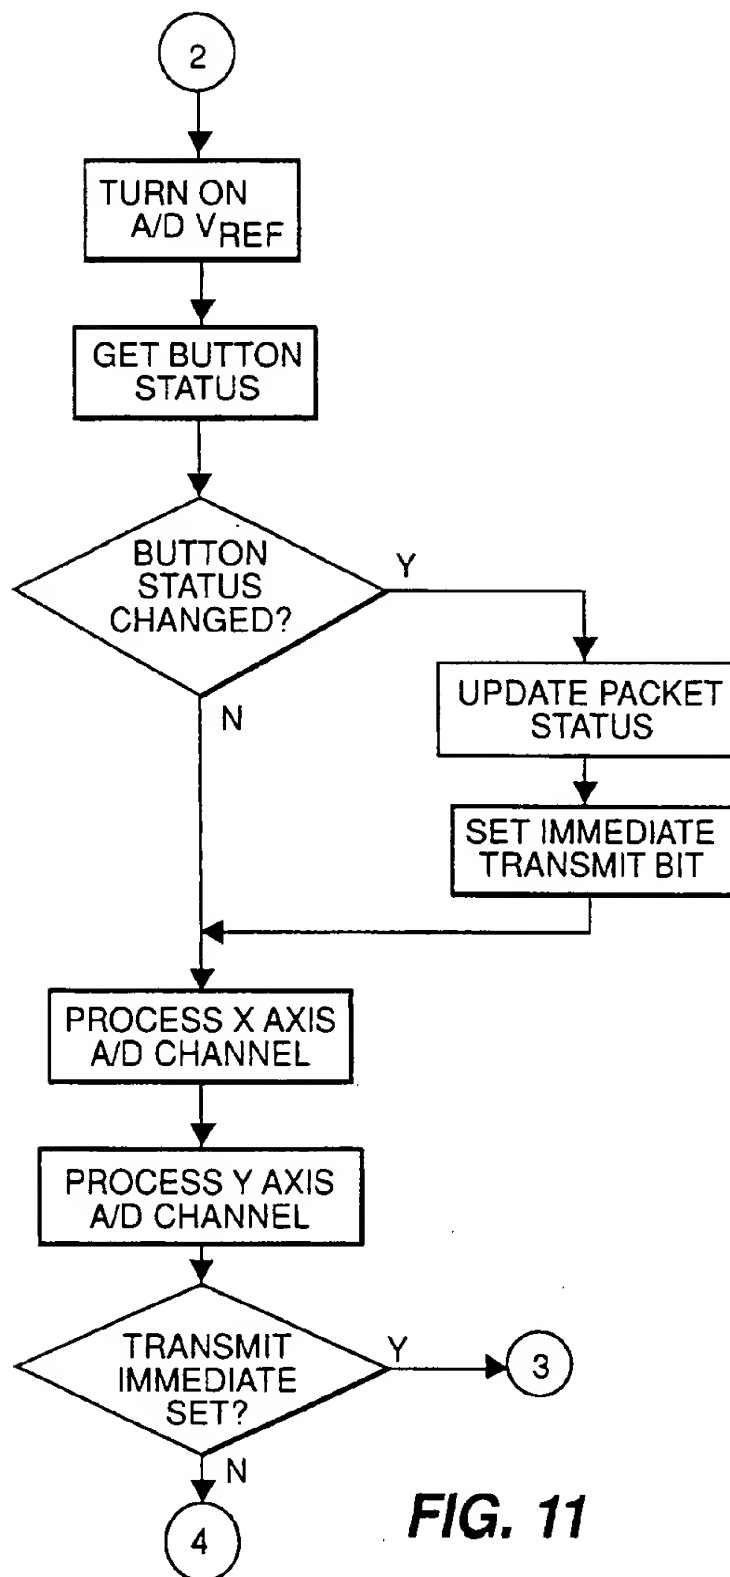 2
TURN ON
A/D VREF
GET BUTTON
STATUS
BUTTON
STATUS
CHANGED?
Y
N
UPDATE PACKET
STATUS
SET IMMEDIATE
TRANSMIT BIT
PROCESS X AXIS
A/D CHANNEL
PROCESS Y AXIS
A/D CHANNEL
TRANSMIT
IMMEDIATE
SET?
Y
3
N
4
FIG. 11